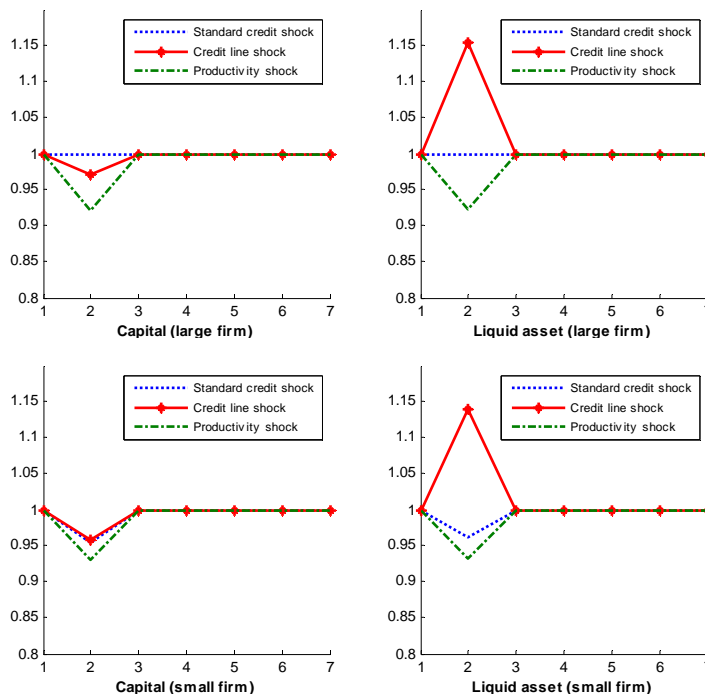 1.15
1.1
1.05
1
0.95
0.9
0.85
0.8
1 2 3 4 5 6 7
Standard credit shock
Credit line shock
Productivity shock
Capital (large firm)
1.15
1.1
1.05
1
0.95
0.9
0.85
0.8
1 2 3 4 5 6 7
Standard credit shock
Credit line shock
Productivity shock
Liquid asset (large firm)
1.15
1.1
1.05
1
0.95
0.9
0.85
0.8
1 2 3 4 5 6 7
Standard credit shock
Credit line shock
Productivity shock
Capital (small firm)
1.15
1.1
1.05
1
0.95
0.9
0.85
0.8
1 2 3 4 5 6 7
Standard credit shock
Credit line shock
Productivity shock
Liquid asset (small firm)